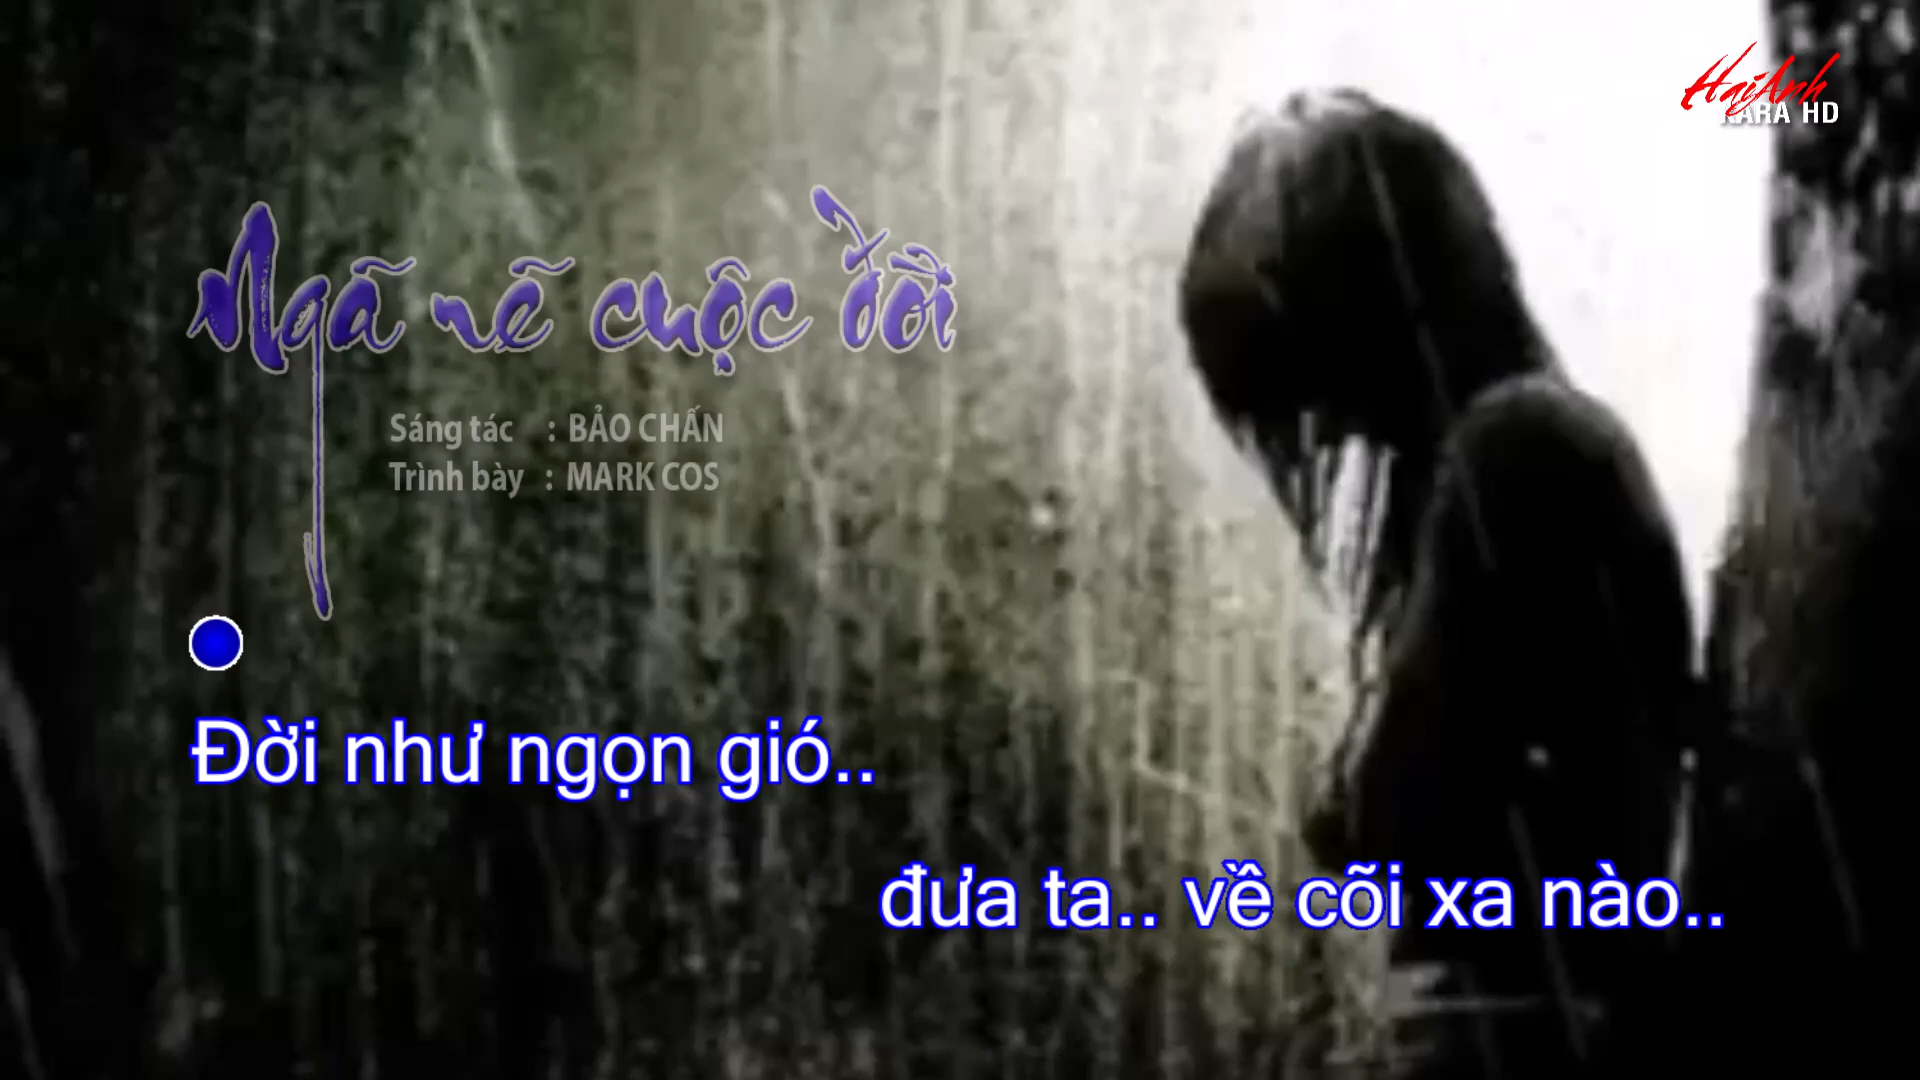 HaiAnh
KARA HD
Ngã rẽ cuộc đời
Sáng tác : BẢO CHẤN
Trình bày : MARK COS
Đời như ngọn gió..
đưa ta.. về cõi xa nào..